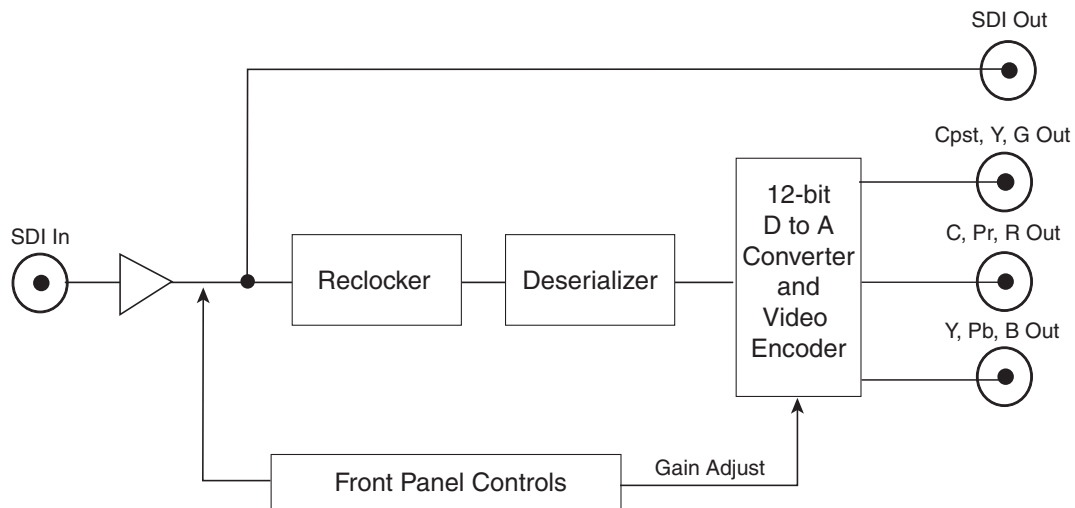 SDI Out
Cpst, Y, G Out
12-bit
D to A
Converter
and
Video
Encoder
C, Pr, R Out
SDI In
Reclocker
Deserializer
Y, Pb, B Out
Gain Adjust
Front Panel Controls